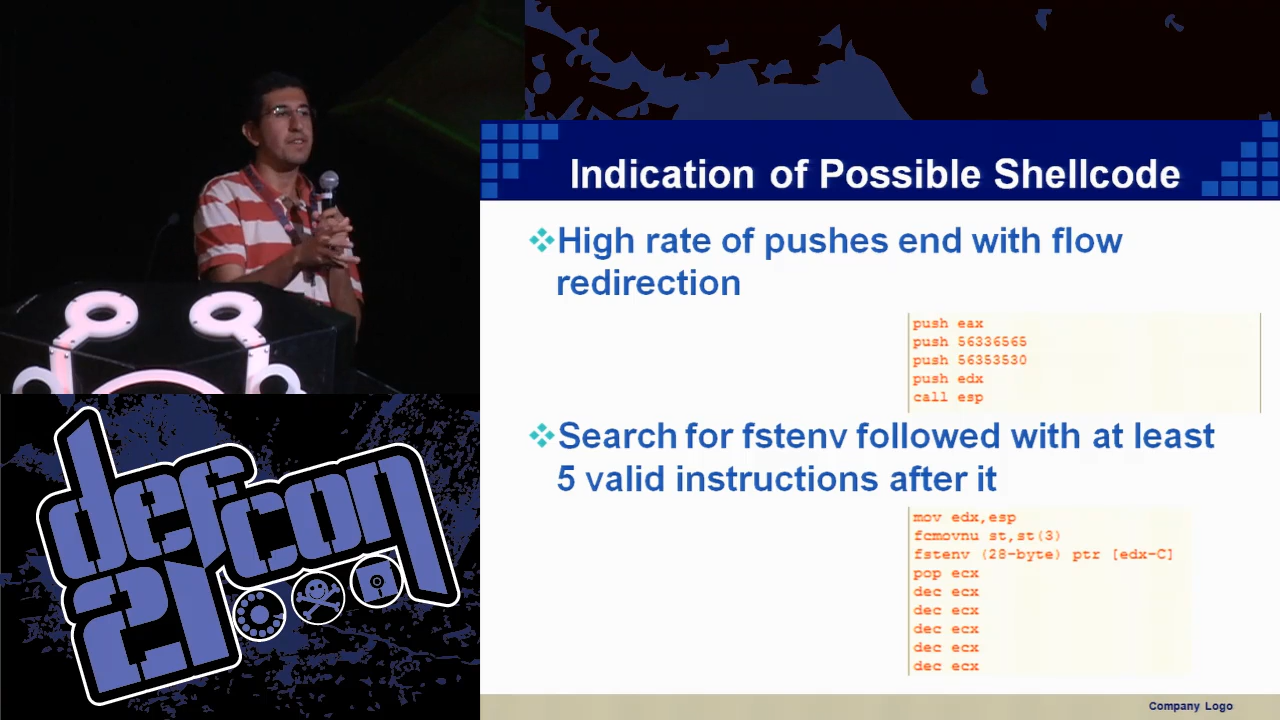 Indication of Possible Shellcode
High rate of pushes end with flow
redirection
push eax
push 56336565
push 56353530
push edx
call esp
Search for fstenv followed with at least
5 valid instructions after it
mov edx,esp
fcmovnu st,st(3)
fstenv (28-byte) ptr [edx-C]
pop ecx
dec ecx
dec ecx
dec ecx
dec ecx
dec ecx
defcon
21
Company Logo